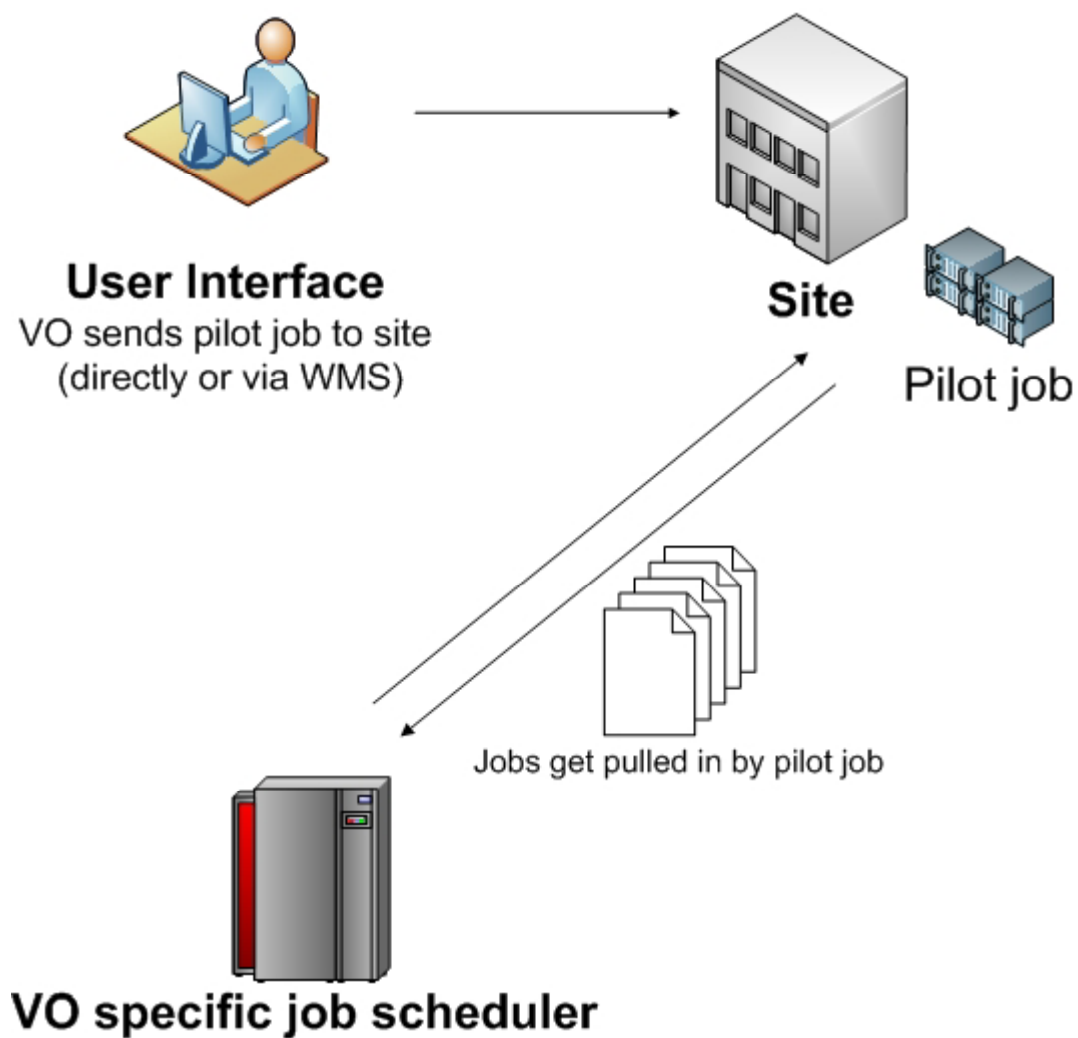 User Interface
VO sends pilot job to site
(directly or via WMS)
Site
Pilot job
Jobs get pulled in by pilot job
VO specific job scheduler